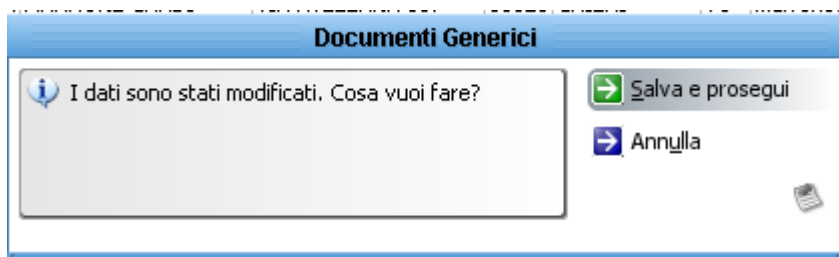 Documenti Generici
I dati sono stati modificati. Cosa vuoi fare?
Salva e prosegui
Annulla